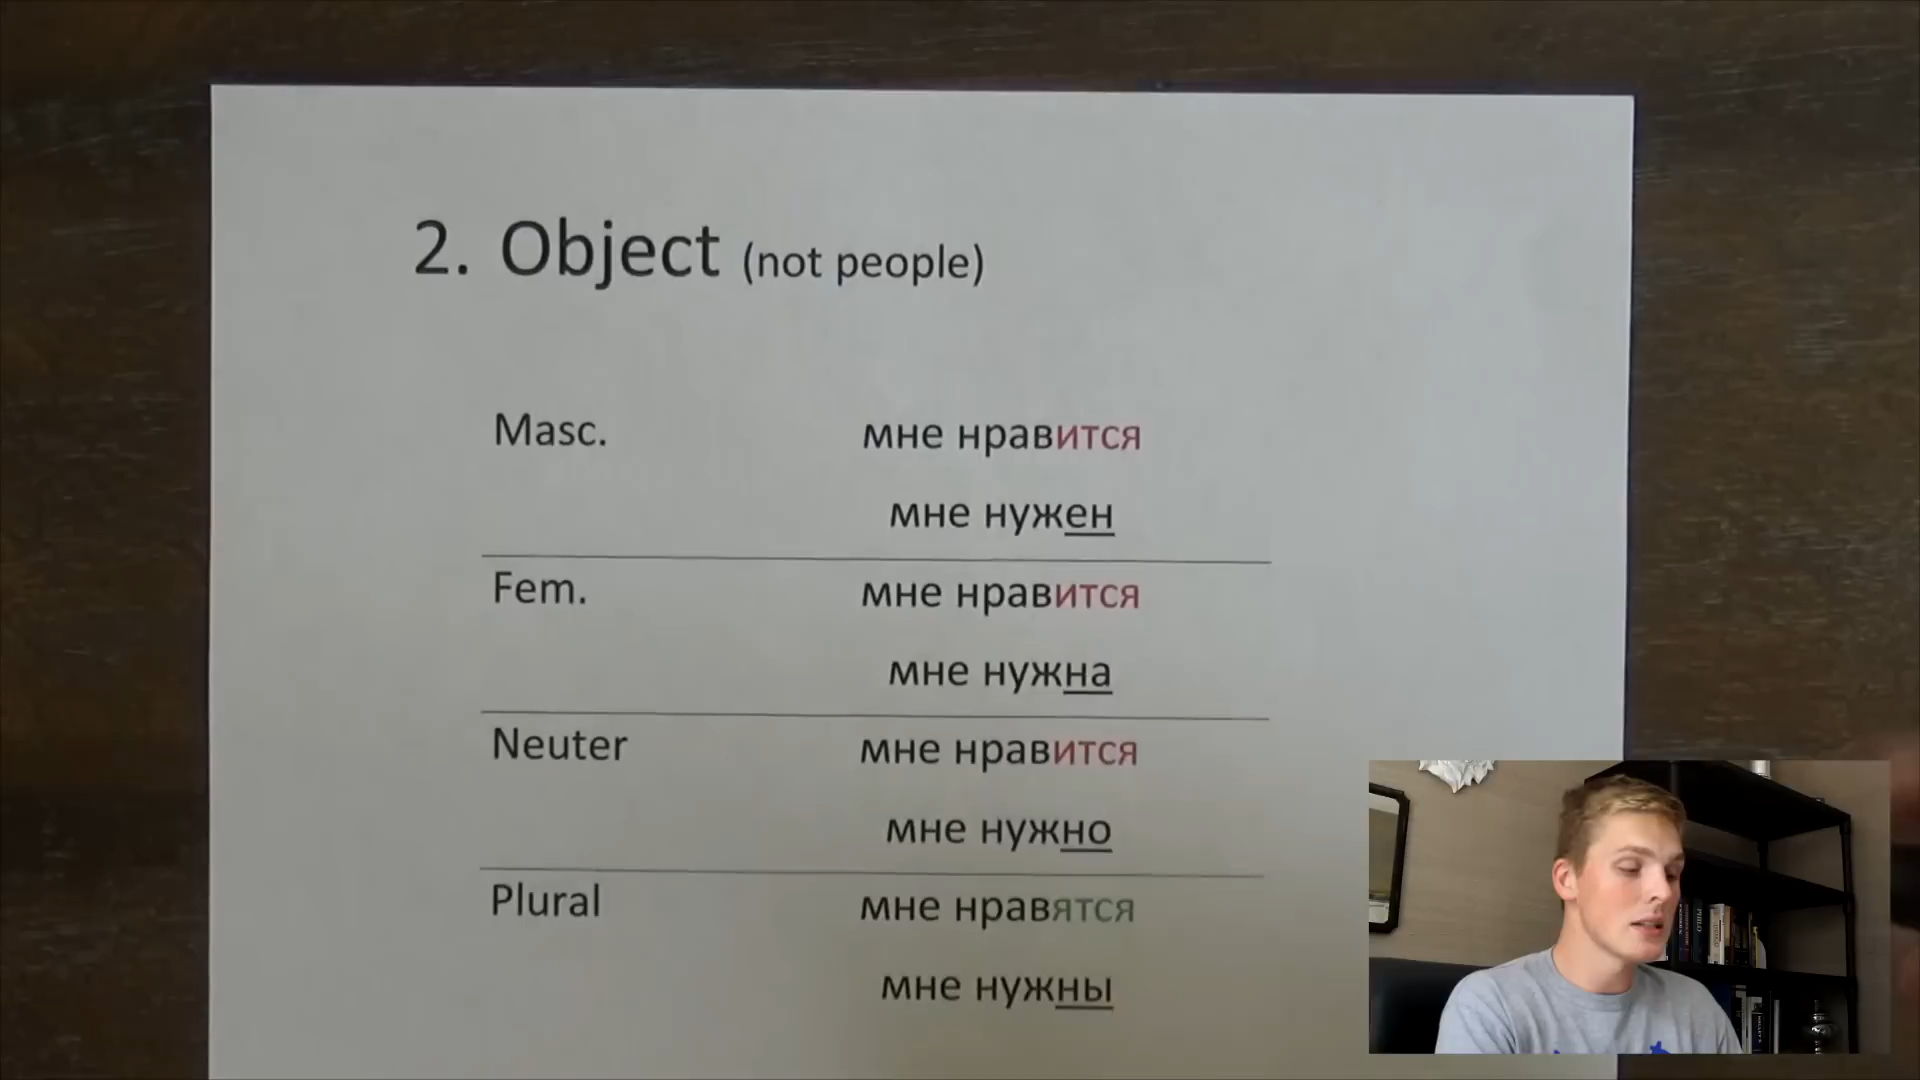 2. Object (not people)
Masc. мне нравится
мне нужен
Fem. мне нравится
мне нужна
Neuter мне нравится
мне нужно
Plural мне нравятся
мне нужны